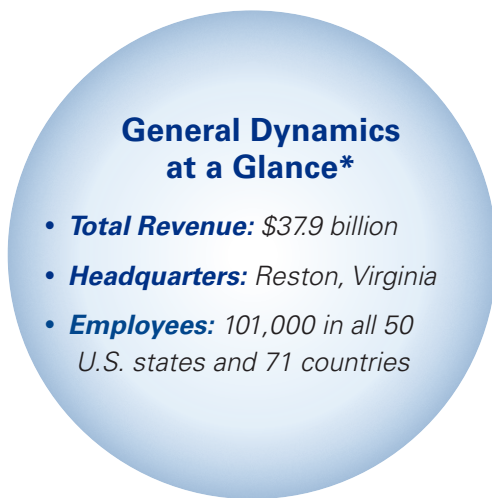 General Dynamics
at a Glance*
• Total Revenue: $37.9 billion
• Headquarters: Reston, Virginia
• Employees: 101,000 in all 50
U.S. states and 71 countries